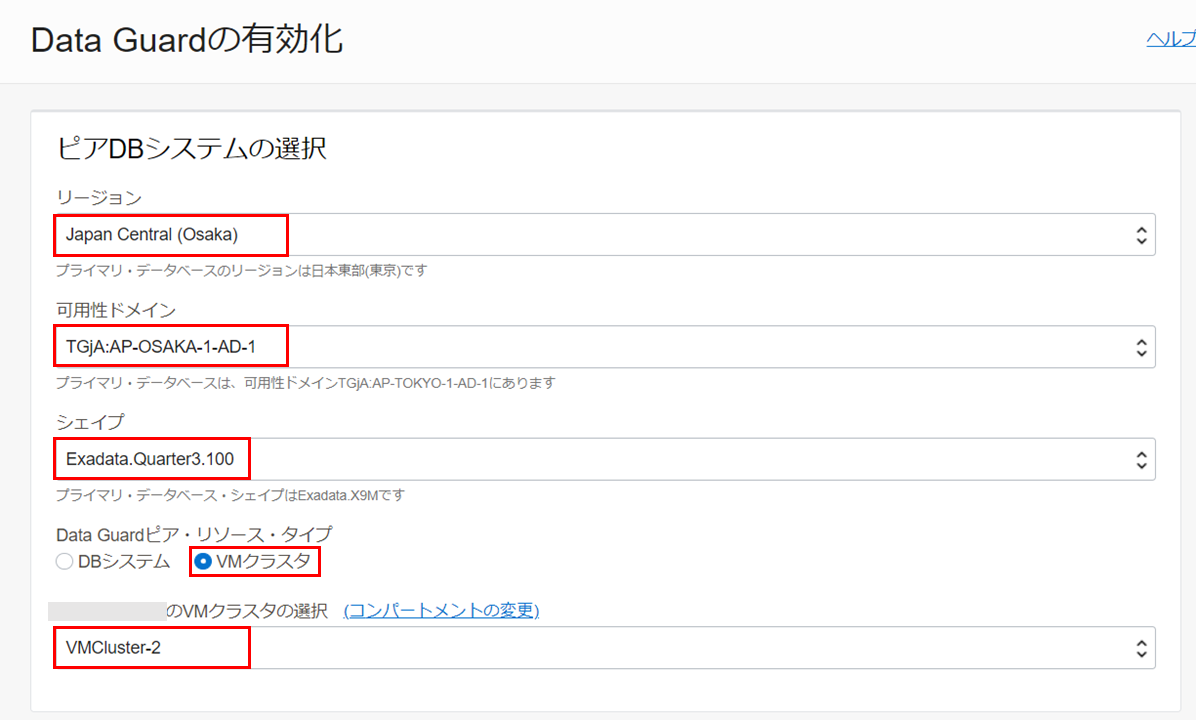 Data Guardの有効化
ヘルプ
ピアDBシステムの選択
リージョン
Japan Central (Osaka)
プライマリ・データベースのリージョンは日本東部(東京)です
可用性ドメイン
TGjA:AP-OSAKA-1-AD-1
プライマリ・データベースは、可用性ドメインTGjA:AP-TOKYO-1-AD-1にあります
シェイプ
Exadata.Quarter3.100
プライマリ・データベース・シェイプはExadata.X9Mです
Data Guardピア・リソース・タイプ
DBシステム VMクラスタ
のVMクラスタの選択 (コンパートメントの変更)
VMCluster-2